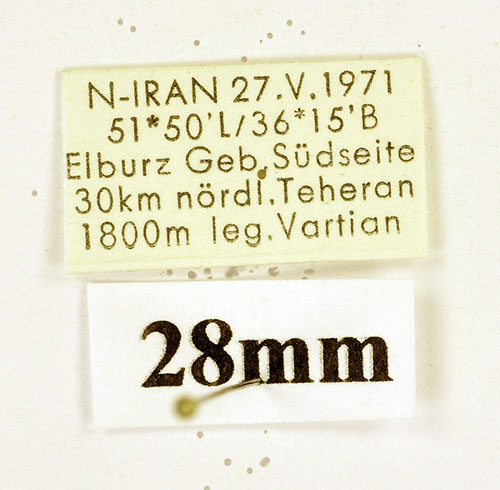 N-IRAN 27.V.1971
51*50'L/36*15'B
Elburz Geb,Südseite
30km nördl.Teheran
1800m leg.Vartian
28mm